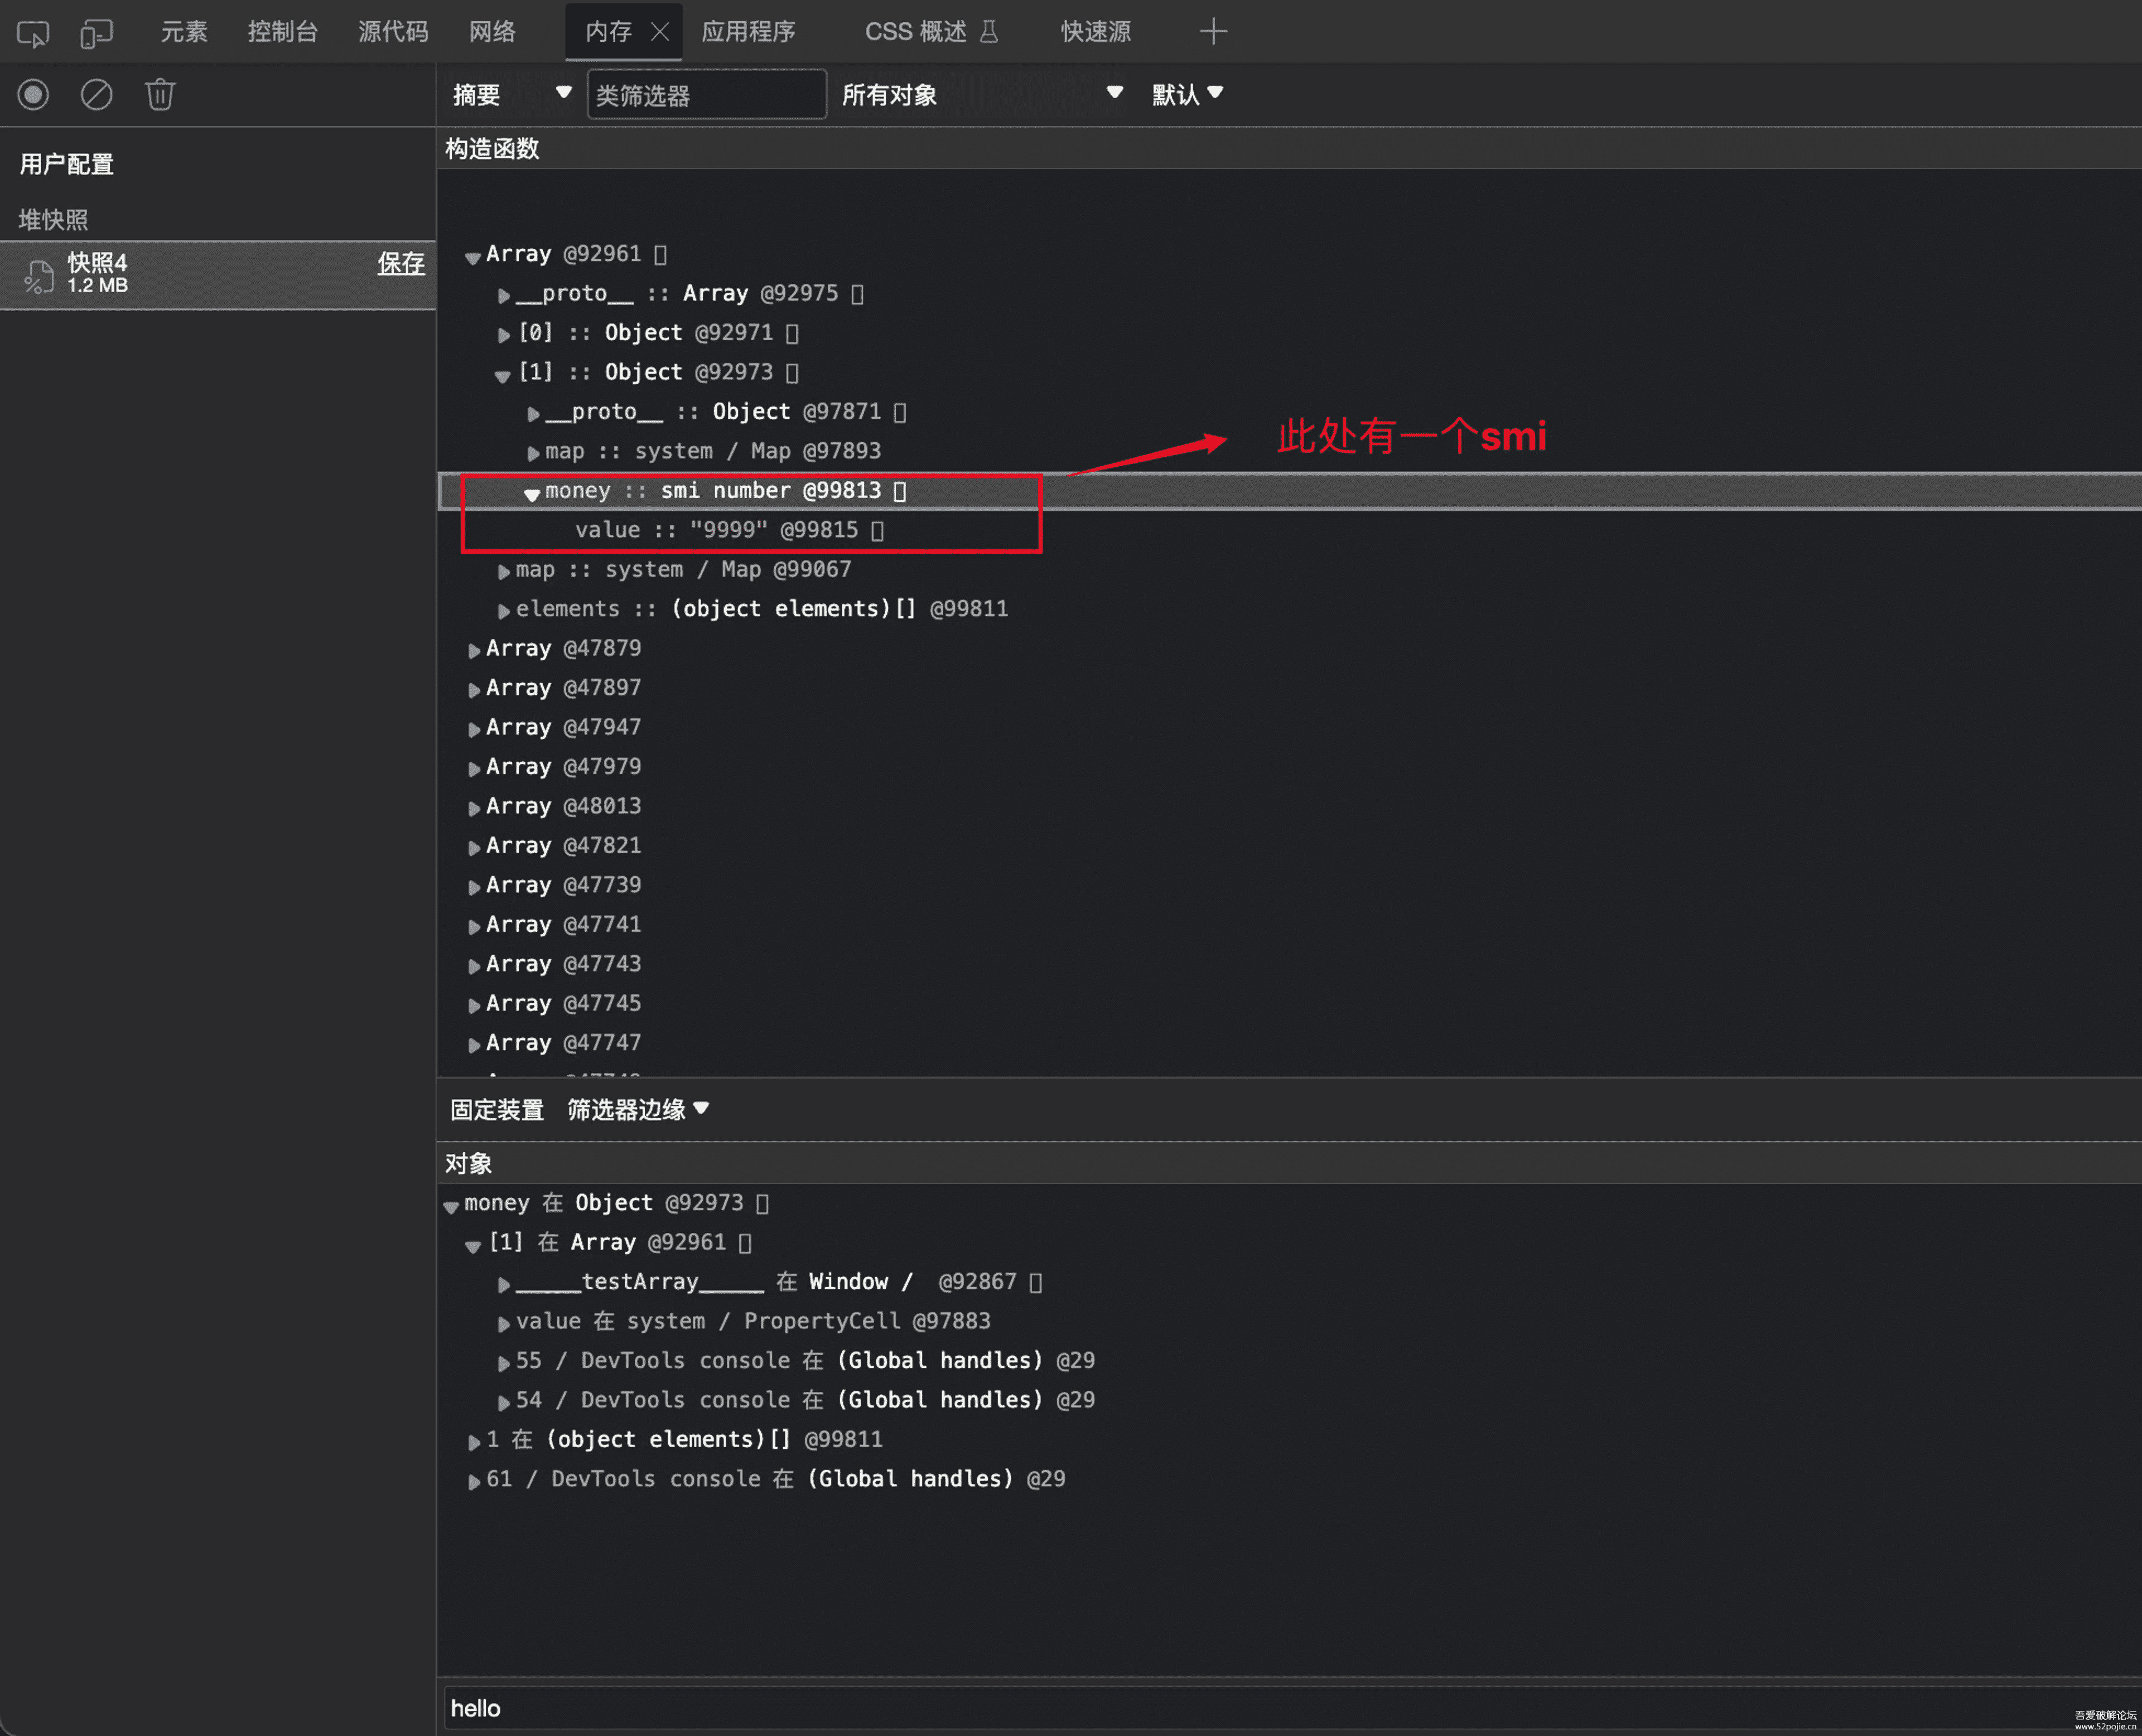 元素 控制台 源代码 网络 内存 应用程序 CSS 概述 快速源
摘要 类筛选器 所有对象 默认
用户配置
堆快照
快照4 保存
1.2 MB
构造函数
Array @92961
__proto__ :: Array @92975
[0] :: Object @92971
[1] :: Object @92973
__proto__ :: Object @97871
map :: system / Map @97893
此处有一个smi
money :: smi number @99813
value :: "9999" @99815
map :: system / Map @99067
elements :: (object elements)[] @99811
Array @47879
Array @47897
Array @47947
Array @47979
Array @48013
Array @47821
Array @47739
Array @47741
Array @47743
Array @47745
Array @47747
固定装置 筛选器边缘
对象
money 在 Object @92973
[1] 在 Array @92961
_____testArray_____ 在 Window / @92867
value 在 system / PropertyCell @97883
55 / DevTools console 在 (Global handles) @29
54 / DevTools console 在 (Global handles) @29
1 在 (object elements)[] @99811
61 / DevTools console 在 (Global handles) @29
hello
吾爱破解论坛
www.52pojie.cn